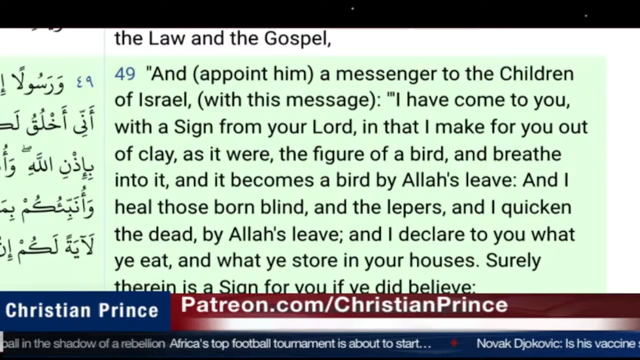 the Law and the Gospel,
49 "And (appoint him) a messenger to the Children
of Israel, (with this message): "'I have come to you,
with a Sign from your Lord, in that I make for you out
of clay, as it were, the figure of a bird, and breathe
into it, and it becomes a bird by Allah's leave: And I
heal those born blind, and the lepers, and I quicken
the dead, by Allah's leave; and I declare to you what
ye eat, and what ye store in your houses. Surely
therein is a Sign for you if ye did believe;
٤٩ وَرَسُولًا
أَنِّي أَخْلُقُ
بِإِذْنِ اللَّهِ ۖ
وَأُنَبِّئُكُم
لَآيَةً لَّكُمْ
Christian Prince
Patreon.com/ChristianPrince
ball in the shadow of a rebellion Africa's top football tournament is about to start... Novak Djokovic: Is his vaccine